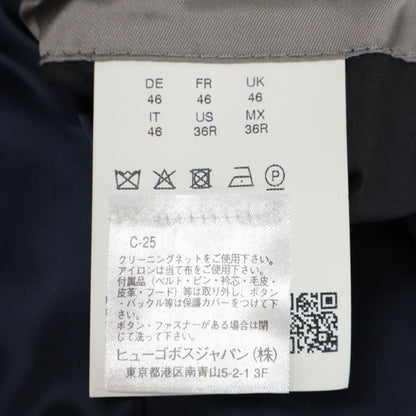 DE FR UK
46 46 46
IT US MX
46 36R 36R
P
C-25
クリーニングネットをご使用下さい。
アイロンは当て布をご使用下さい。
付属品(ベルト・ピン・衿芯・毛皮・
皮革・フード)等は取り外し、ボタン
・バックル等は保護カバーをつけて下
さい。
ボタン・ファスナーがある場合は閉
じて洗って下さい。
ヒューゴボスジャパン(株)
東京都港区南青山5-2-1 3F